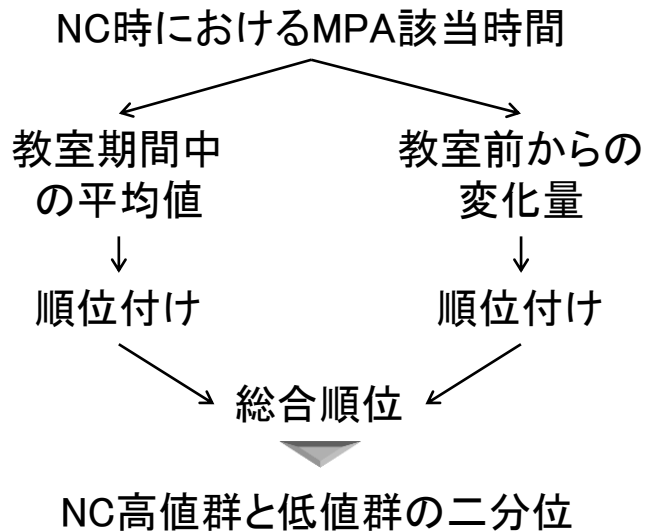 NC時におけるMPA該当時間
教室期間中
の平均値
教室前からの
変化量
順位付け
順位付け
総合順位
NC高値群と低値群の二分位